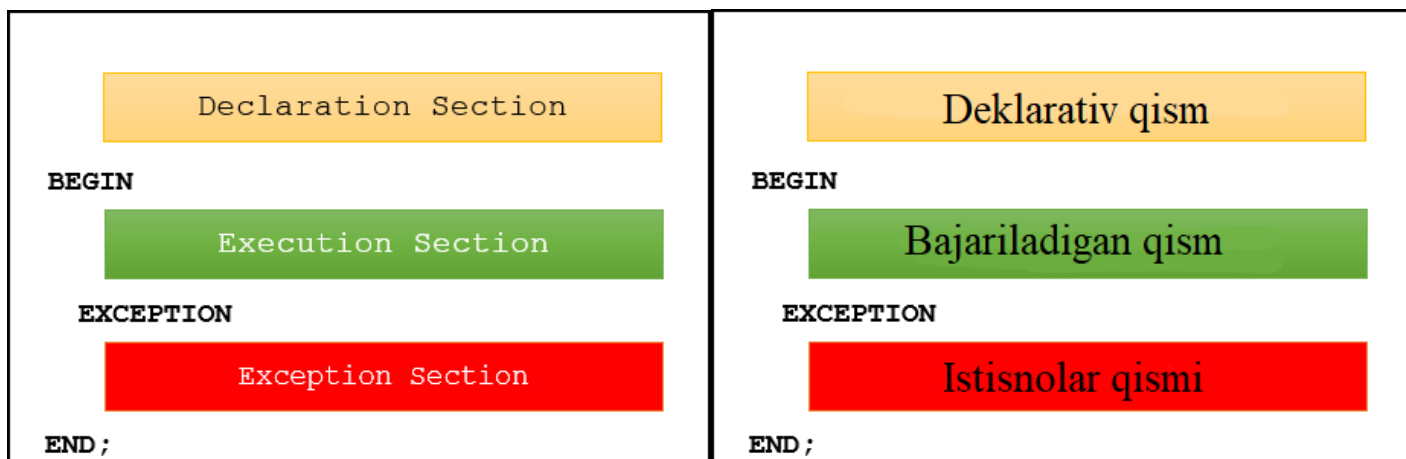 Declaration Section
BEGIN
Execution Section
EXCEPTION
Exception Section
END;
Deklarativ qism
BEGIN
Bajariladigan qism
EXCEPTION
Istisnolar qismi
END;